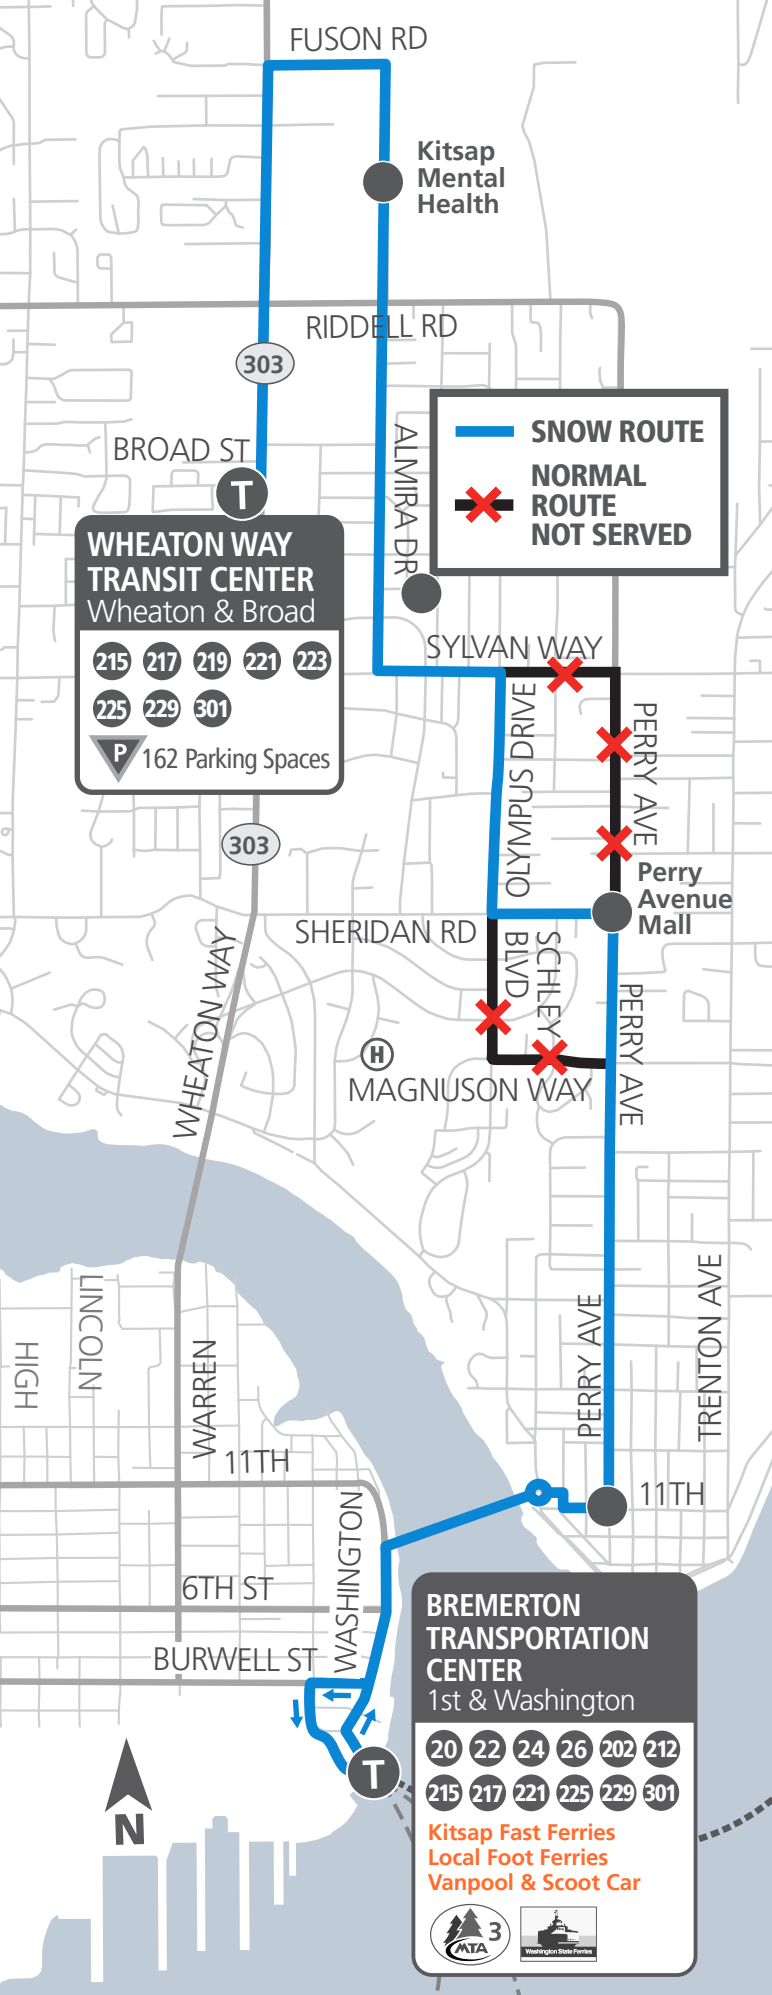 FUSON RD
Kitsap
Mental
Health
RIDDELL RD
303
BROAD ST
T
ALMIRA DR
SNOW ROUTE
NORMAL
ROUTE
NOT SERVED
WHEATON WAY
TRANSIT CENTER
Wheaton & Broad
215 217 219 221 223
225 229 301
P 162 Parking Spaces
SYLVAN WAY
OLYMPUS DRIVE
PERRY AVE
303
Perry
Avenue
Mall
SHERIDAN RD
WHEATON WAY
SCHLEY
BLVD
PERRY AVE
H
MAGNUSON WAY
LINCOLN
HIGH
WARREN
PERRY AVE
TRENTON AVE
11TH
11TH
WASHINGTON
6TH ST
BURWELL ST
T
N
BREMERTON
TRANSPORTATION
CENTER
1st & Washington
20 22 24 26 202 212
215 217 221 225 229 301
Kitsap Fast Ferries
Local Foot Ferries
Vanpool & Scoot Car
MTA 3
Washington State Ferries